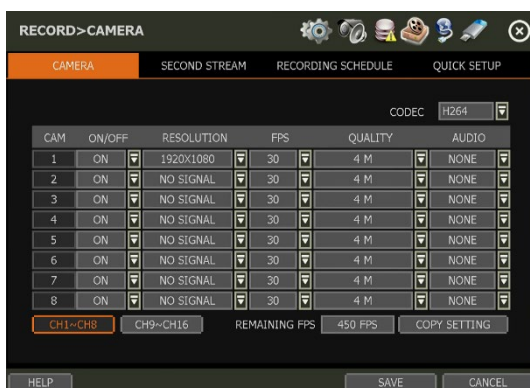 RECORD>CAMERA
CAMERA SECOND STREAM RECORDING SCHEDULE QUICK SETUP
CODEC H264
CAM ON/OFF RESOLUTION FPS QUALITY AUDIO
1 ON 1920X1080 30 4 M NONE
2 ON NO SIGNAL 30 4 M NONE
3 ON NO SIGNAL 30 4 M NONE
4 ON NO SIGNAL 30 4 M NONE
5 ON NO SIGNAL 30 4 M NONE
6 ON NO SIGNAL 30 4 M NONE
7 ON NO SIGNAL 30 4 M NONE
8 ON NO SIGNAL 30 4 M NONE
CH1~CH8 CH9~CH16 REMAINING FPS 450 FPS COPY SETTING
HELP SAVE CANCEL